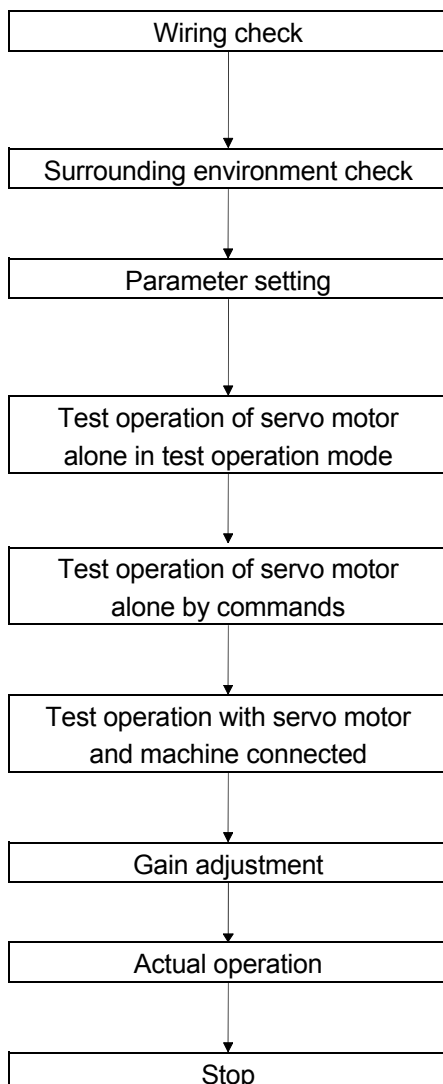 Wiring check
Surrounding environment check
Parameter setting
Test operation of servo motor
alone in test operation mode
Test operation of servo motor
alone by commands
Test operation with servo motor
and machine connected
Gain adjustment
Actual operation
Stop